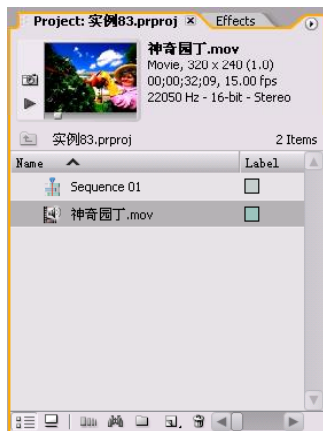 Project: 实例83.prproj × Effects
神奇园丁.mov
Movie, 320 x 240 (1.0)
00;00;32;09, 15.00 fps
22050 Hz - 16-bit - Stereo
实例83.prproj 2 Items
Name Label
Sequence 01
神奇园丁.mov